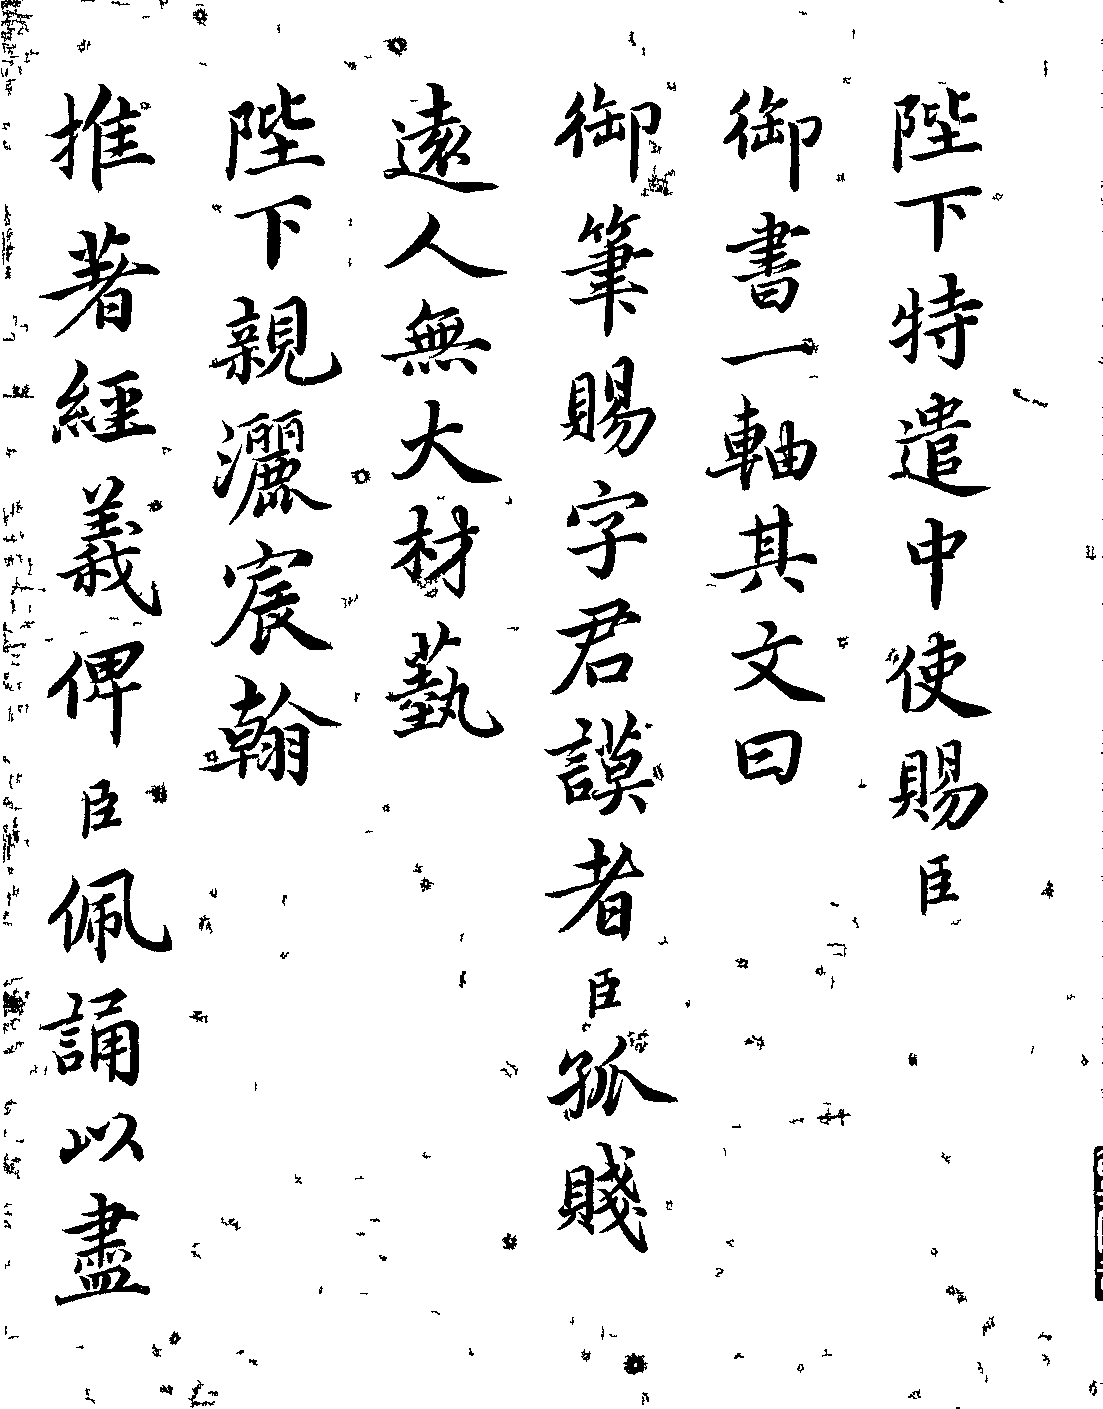 陛下特遣中使賜臣
御書一軸其文曰
御筆賜字君謨者臣孤賤
遠人無大材藝
陛下親灑宸翰
推著經義俾臣佩誦以盡